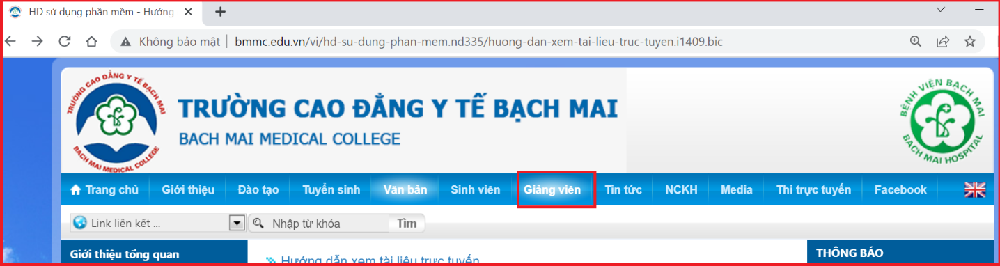 HD sử dụng phần mềm - Hướng
Không bảo mật | bmmc.edu.vn/vi/hd-su-dung-phan-mem.nd335/huong-dan-xem-tai-lieu-truc-tuyen.i1409.bic
TRƯỜNG CAO ĐẲNG Y TẾ BẠCH MAI
BACH MAI MEDICAL COLLEGE
TRƯỜNG CAO ĐẲNG Y TẾ BẠCH MAI
BACH MAI MEDICAL COLLEGE
BỆNH VIỆN BẠCH MAI
BACH MAI HOSPITAL
Trang chủ Giới thiệu Đào tạo Tuyển sinh Văn bản Sinh viên Giảng viên Tin tức NCKH Media Thi trực tuyến Facebook
Link liên kết ... Nhập từ khóa Tìm
Giới thiệu tổng quan
Hướng dẫn xem tài liệu trực tuyến
THÔNG BÁO